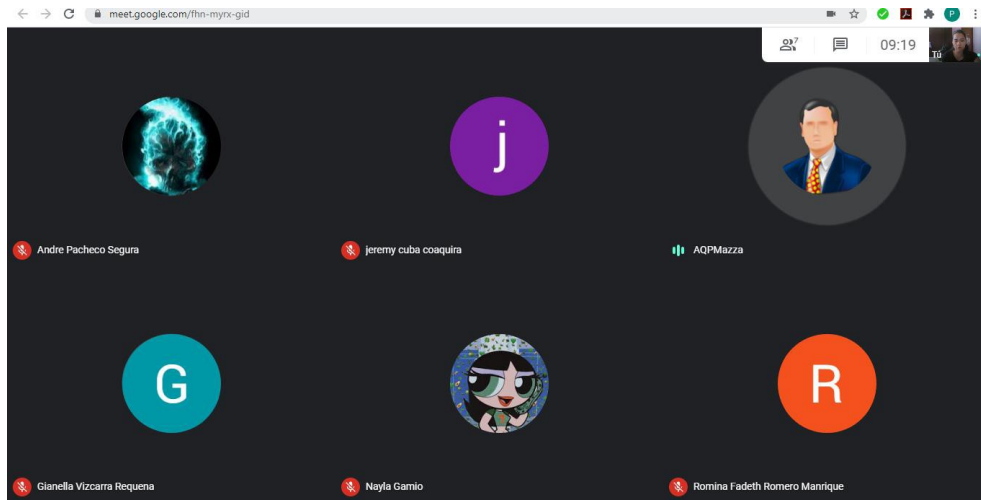 meet.google.com/fhn-myrx-gid
P
7
09:19
Tú
j
Andre Pacheco Segura
jeremy cuba coaquira
AQPMazza
G
R
Gianella Vizcarra Requena
Nayla Gamio
Romina Fadeth Romero Manrique